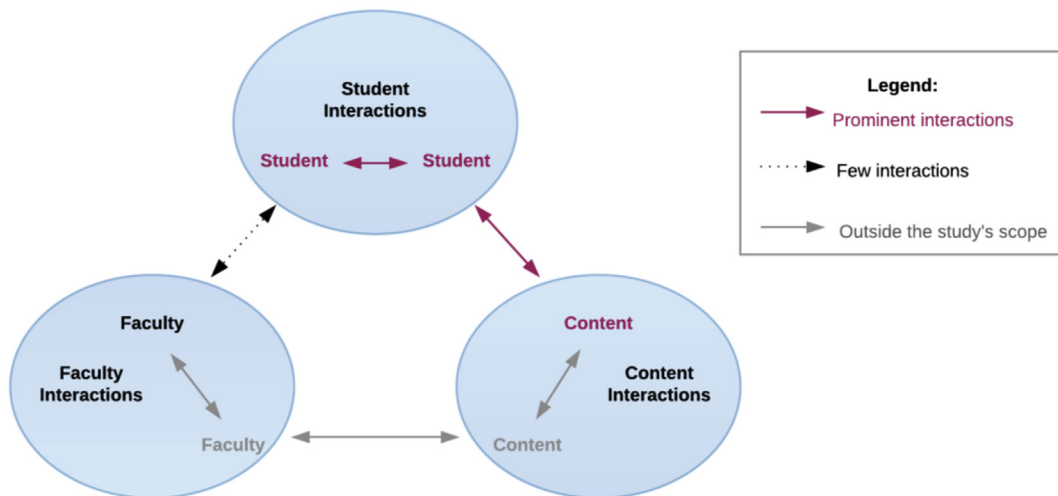 Student
Interactions
Student
Student
Faculty
Faculty
Interactions
Faculty
Content
Content
Interactions
Content
Legend:
Prominent interactions
Few interactions
Outside the study's scope